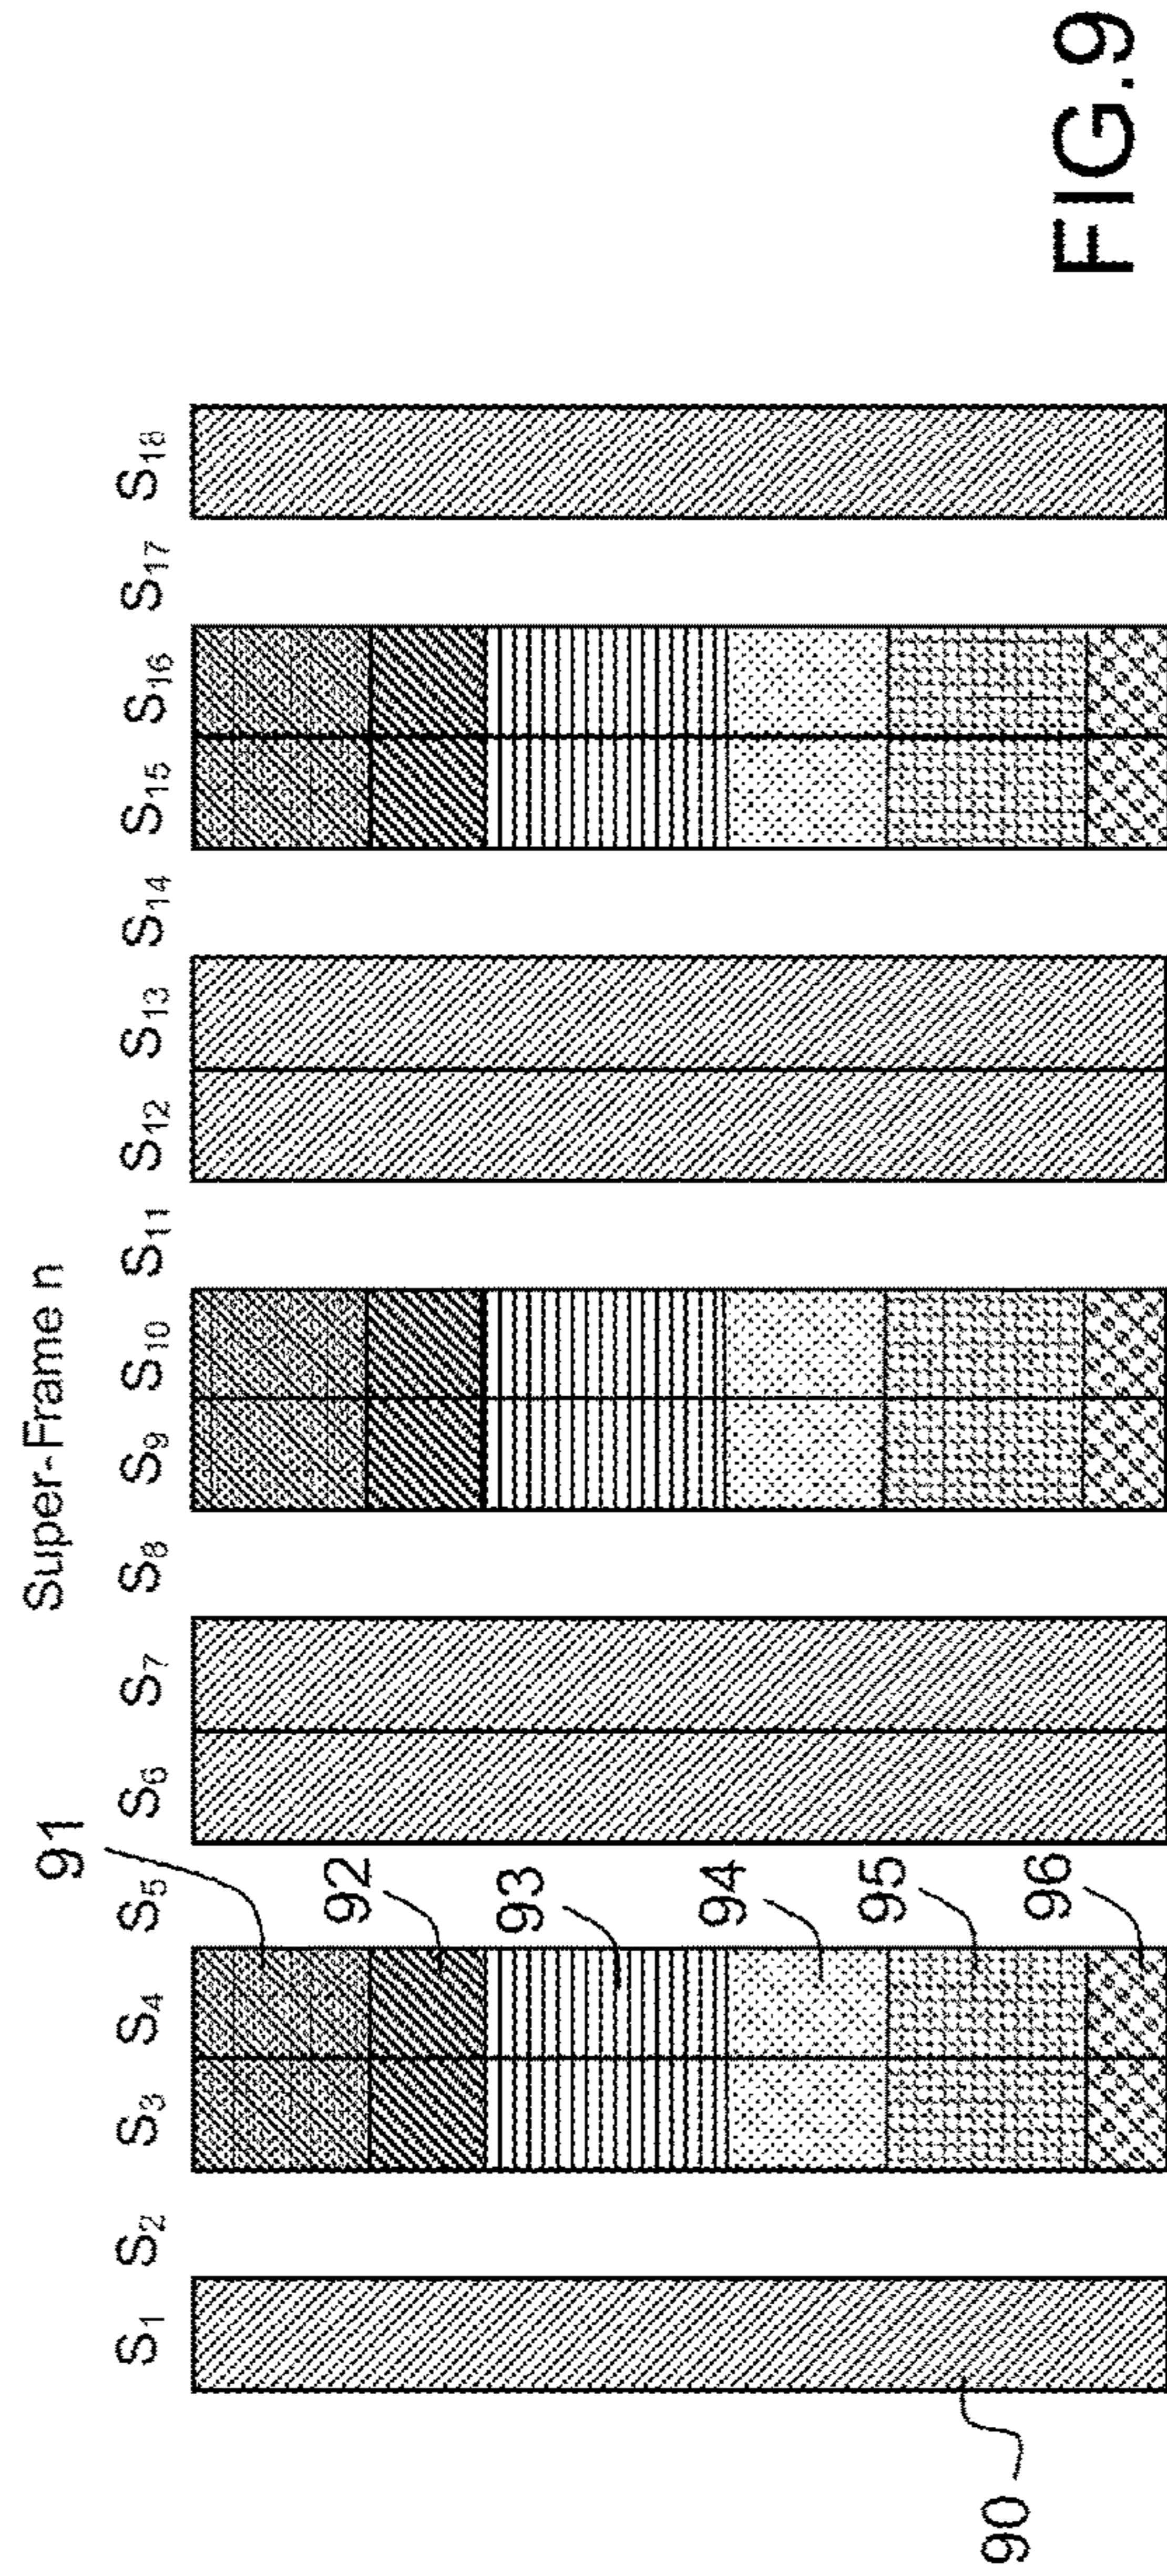 Super-Frame n
S₁ S₂ S₃ S₄ S₅ S₆ S₇ S₈ S₉ S₁₀ S₁₁ S₁₂ S₁₃ S₁₄ S₁₅ S₁₆ S₁₇ S₁₈
91
92
93
94
95
96
90
FIG.9